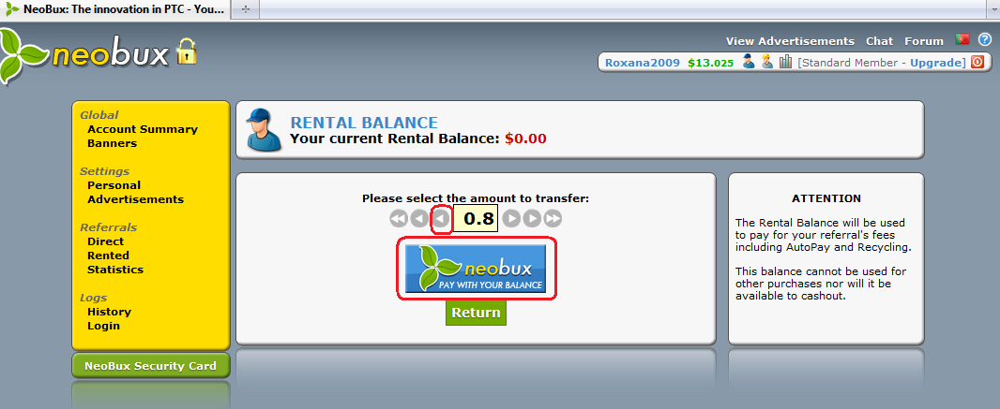 NeoBux: The innovation in PTC - You...
neobux
View Advertisements Chat Forum
Roxana2009 $13.025 [Standard Member - Upgrade]
Global
Account Summary
Banners
Settings
Personal
Advertisements
Referrals
Direct
Rented
Statistics
Logs
History
Login
NeoBux Security Card
RENTAL BALANCE
Your current Rental Balance: $0.00
Please select the amount to transfer:
0.8
neobux
PAY WITH YOUR BALANCE
Return
ATTENTION
The Rental Balance will be used
to pay for your referral's fees
including AutoPay and Recycling.
This balance cannot be used for
other purchases nor will it be
available to cashout.